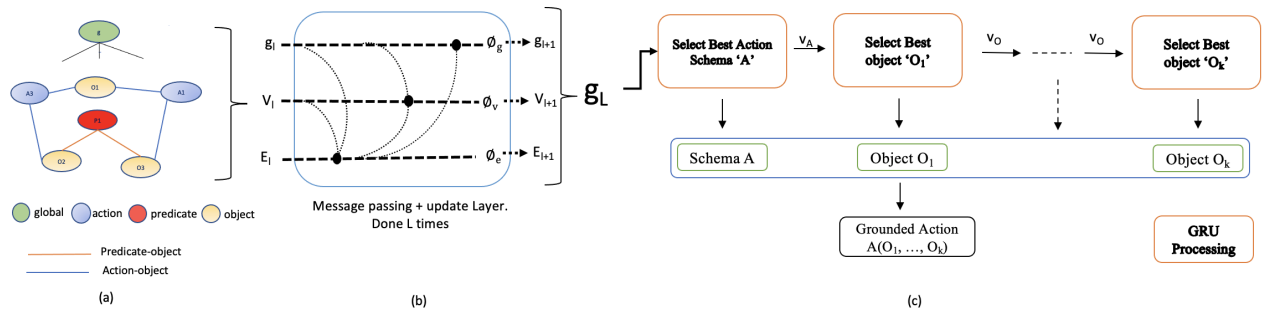 g
A3
O1
A1
P1
O2
O3
global
action
predicate
object
Predicate-object
Action-object
(a)
gl
Vl
El
Øg
Øv
Øe
gl+1
Vl+1
El+1
Message passing + update Layer.
Done L times
(b)
gL
Select Best Action
Schema ‘A’
VA
Select Best
object ‘O1’
VO
VO
Select Best
object ‘Ok’
Schema A
Object O1
Object Ok
Grounded Action
A(O1, …, Ok)
GRU
Processing
(c)